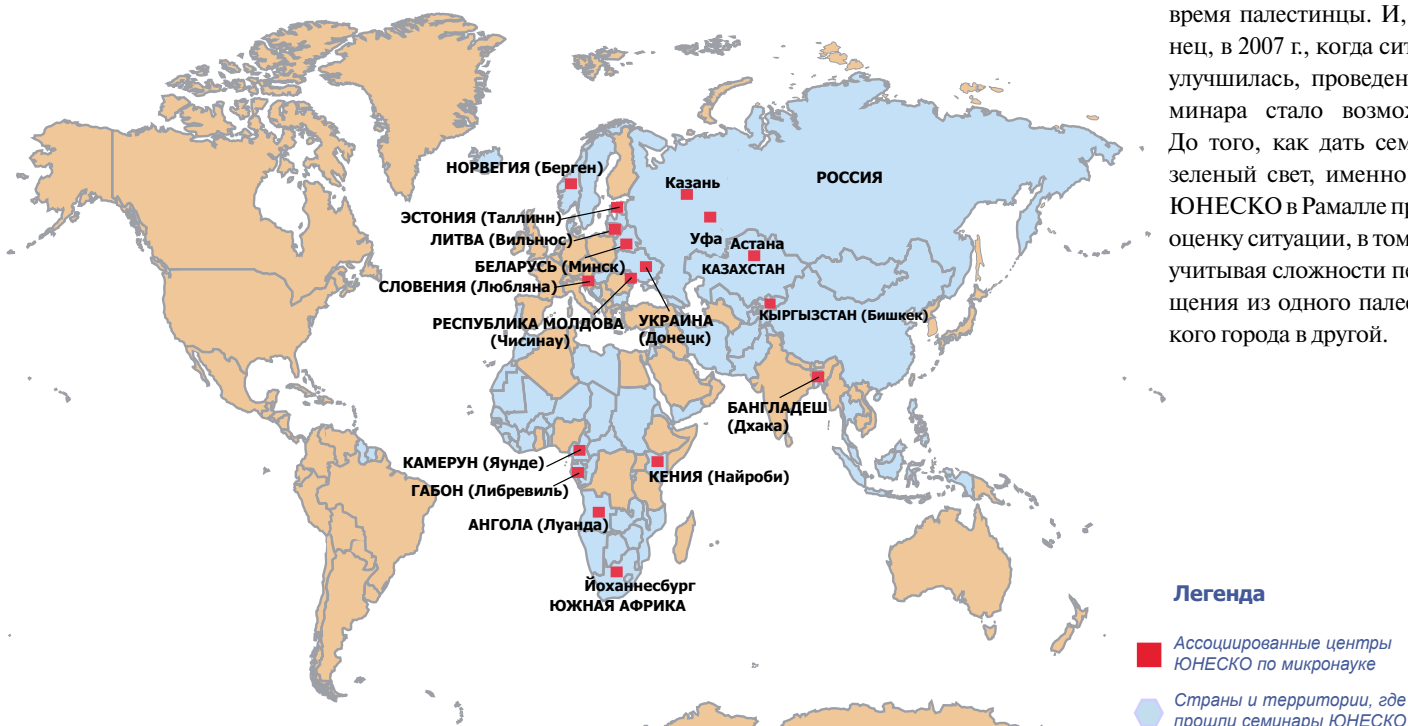 время палестинцы. И,
нец, в 2007 г., когда сит
улучшилась, проведен
минара стало возмож
До того, как дать сем
зеленый свет, именно
ЮНЕСКО в Рамалле пр
оценку ситуации, в том
учитывая сложности пе
щения из одного палес
кого города в другой.
НОРВЕГИЯ (Берген)
Казань
РОССИЯ
ЭСТОНИЯ (Таллинн)
ЛИТВА (Вильнюс)
Уфа
Астана
БЕЛАРУСЬ (Минск)
КАЗАХСТАН
СЛОВЕНИЯ (Любляна)
РЕСПУБЛИКА МОЛДОВА
(Чисинау)
УКРАИНА
(Донецк)
КЫРГЫЗСТАН (Бишкек)
БАНГЛАДЕШ
(Дхака)
КАМЕРУН (Яунде)
КЕНИЯ (Найроби)
ГАБОН (Либревиль)
АНГОЛА (Луанда)
Йоханнесбург
ЮЖНАЯ АФРИКА
Легенда
Ассоциированные центры
ЮНЕСКО по микронауке
Страны и территории, где
прошли семинары ЮНЕСКО